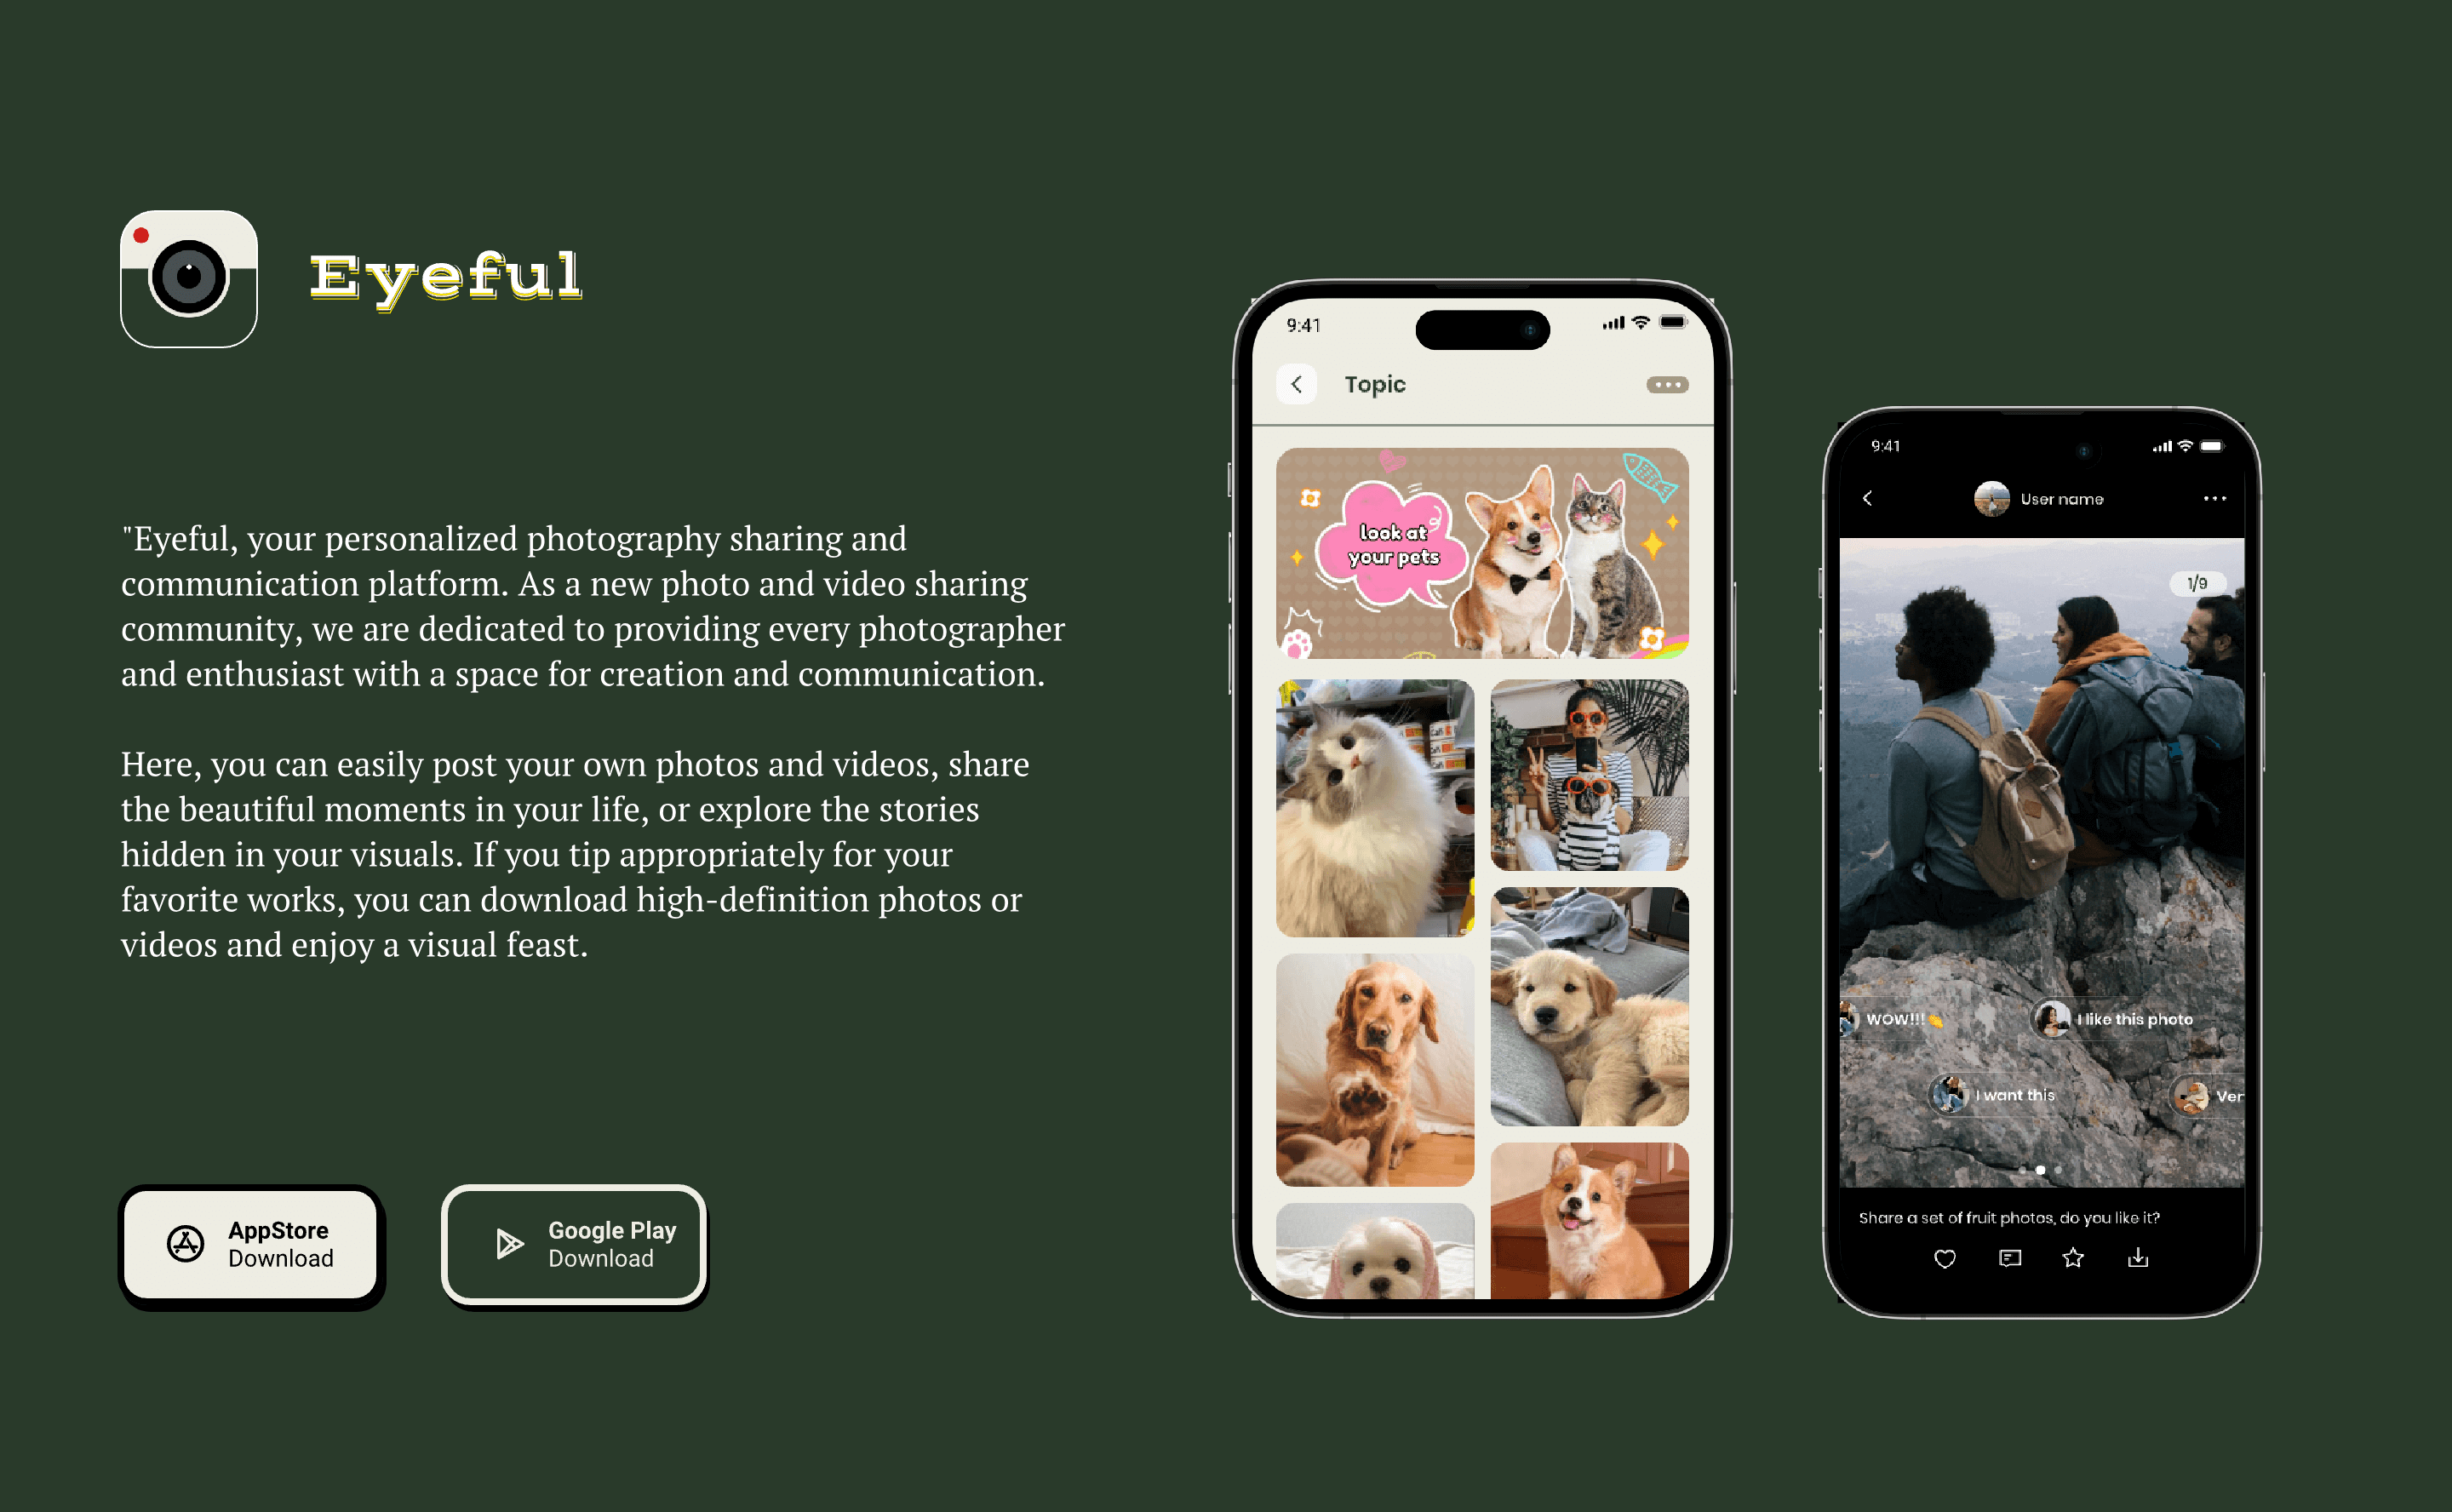 Eyeful
"Eyeful, your personalized photography sharing and
communication platform. As a new photo and video sharing
community, we are dedicated to providing every photographer
and enthusiast with a space for creation and communication.
Here, you can easily post your own photos and videos, share
the beautiful moments in your life, or explore the stories
hidden in your visuals. If you tip appropriately for your
favorite works, you can download high-definition photos or
videos and enjoy a visual feast.
AppStore
Download
Google Play
Download
9:41
Topic
look at
your pets
9:41
User name
1/9
WOW!!!👏
I like this photo
I want this
Ver
Share a set of fruit photos, do you like it?